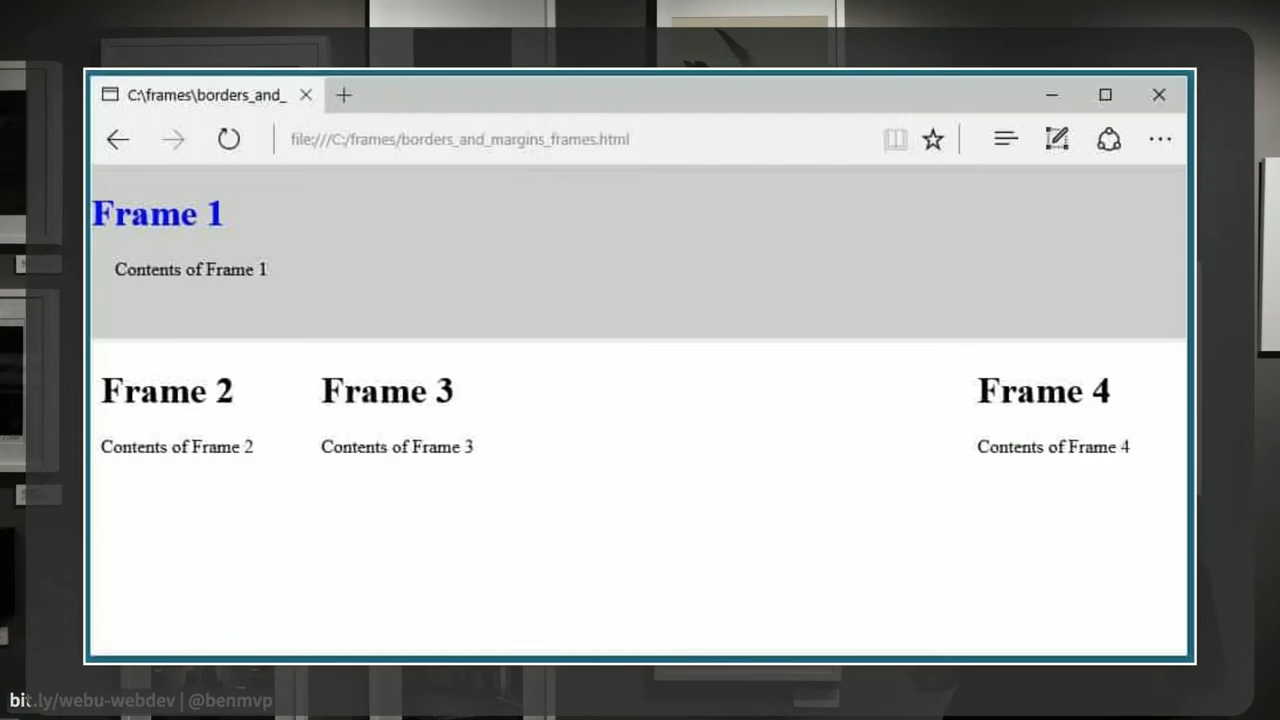 C:\frames\borders_and_
file:///C:/frames/borders_and_margins_frames.html
Frame 1
Contents of Frame 1
Frame 2
Frame 3
Frame 4
Contents of Frame 2
Contents of Frame 3
Contents of Frame 4
bit.ly/webu-webdev | @benmvp